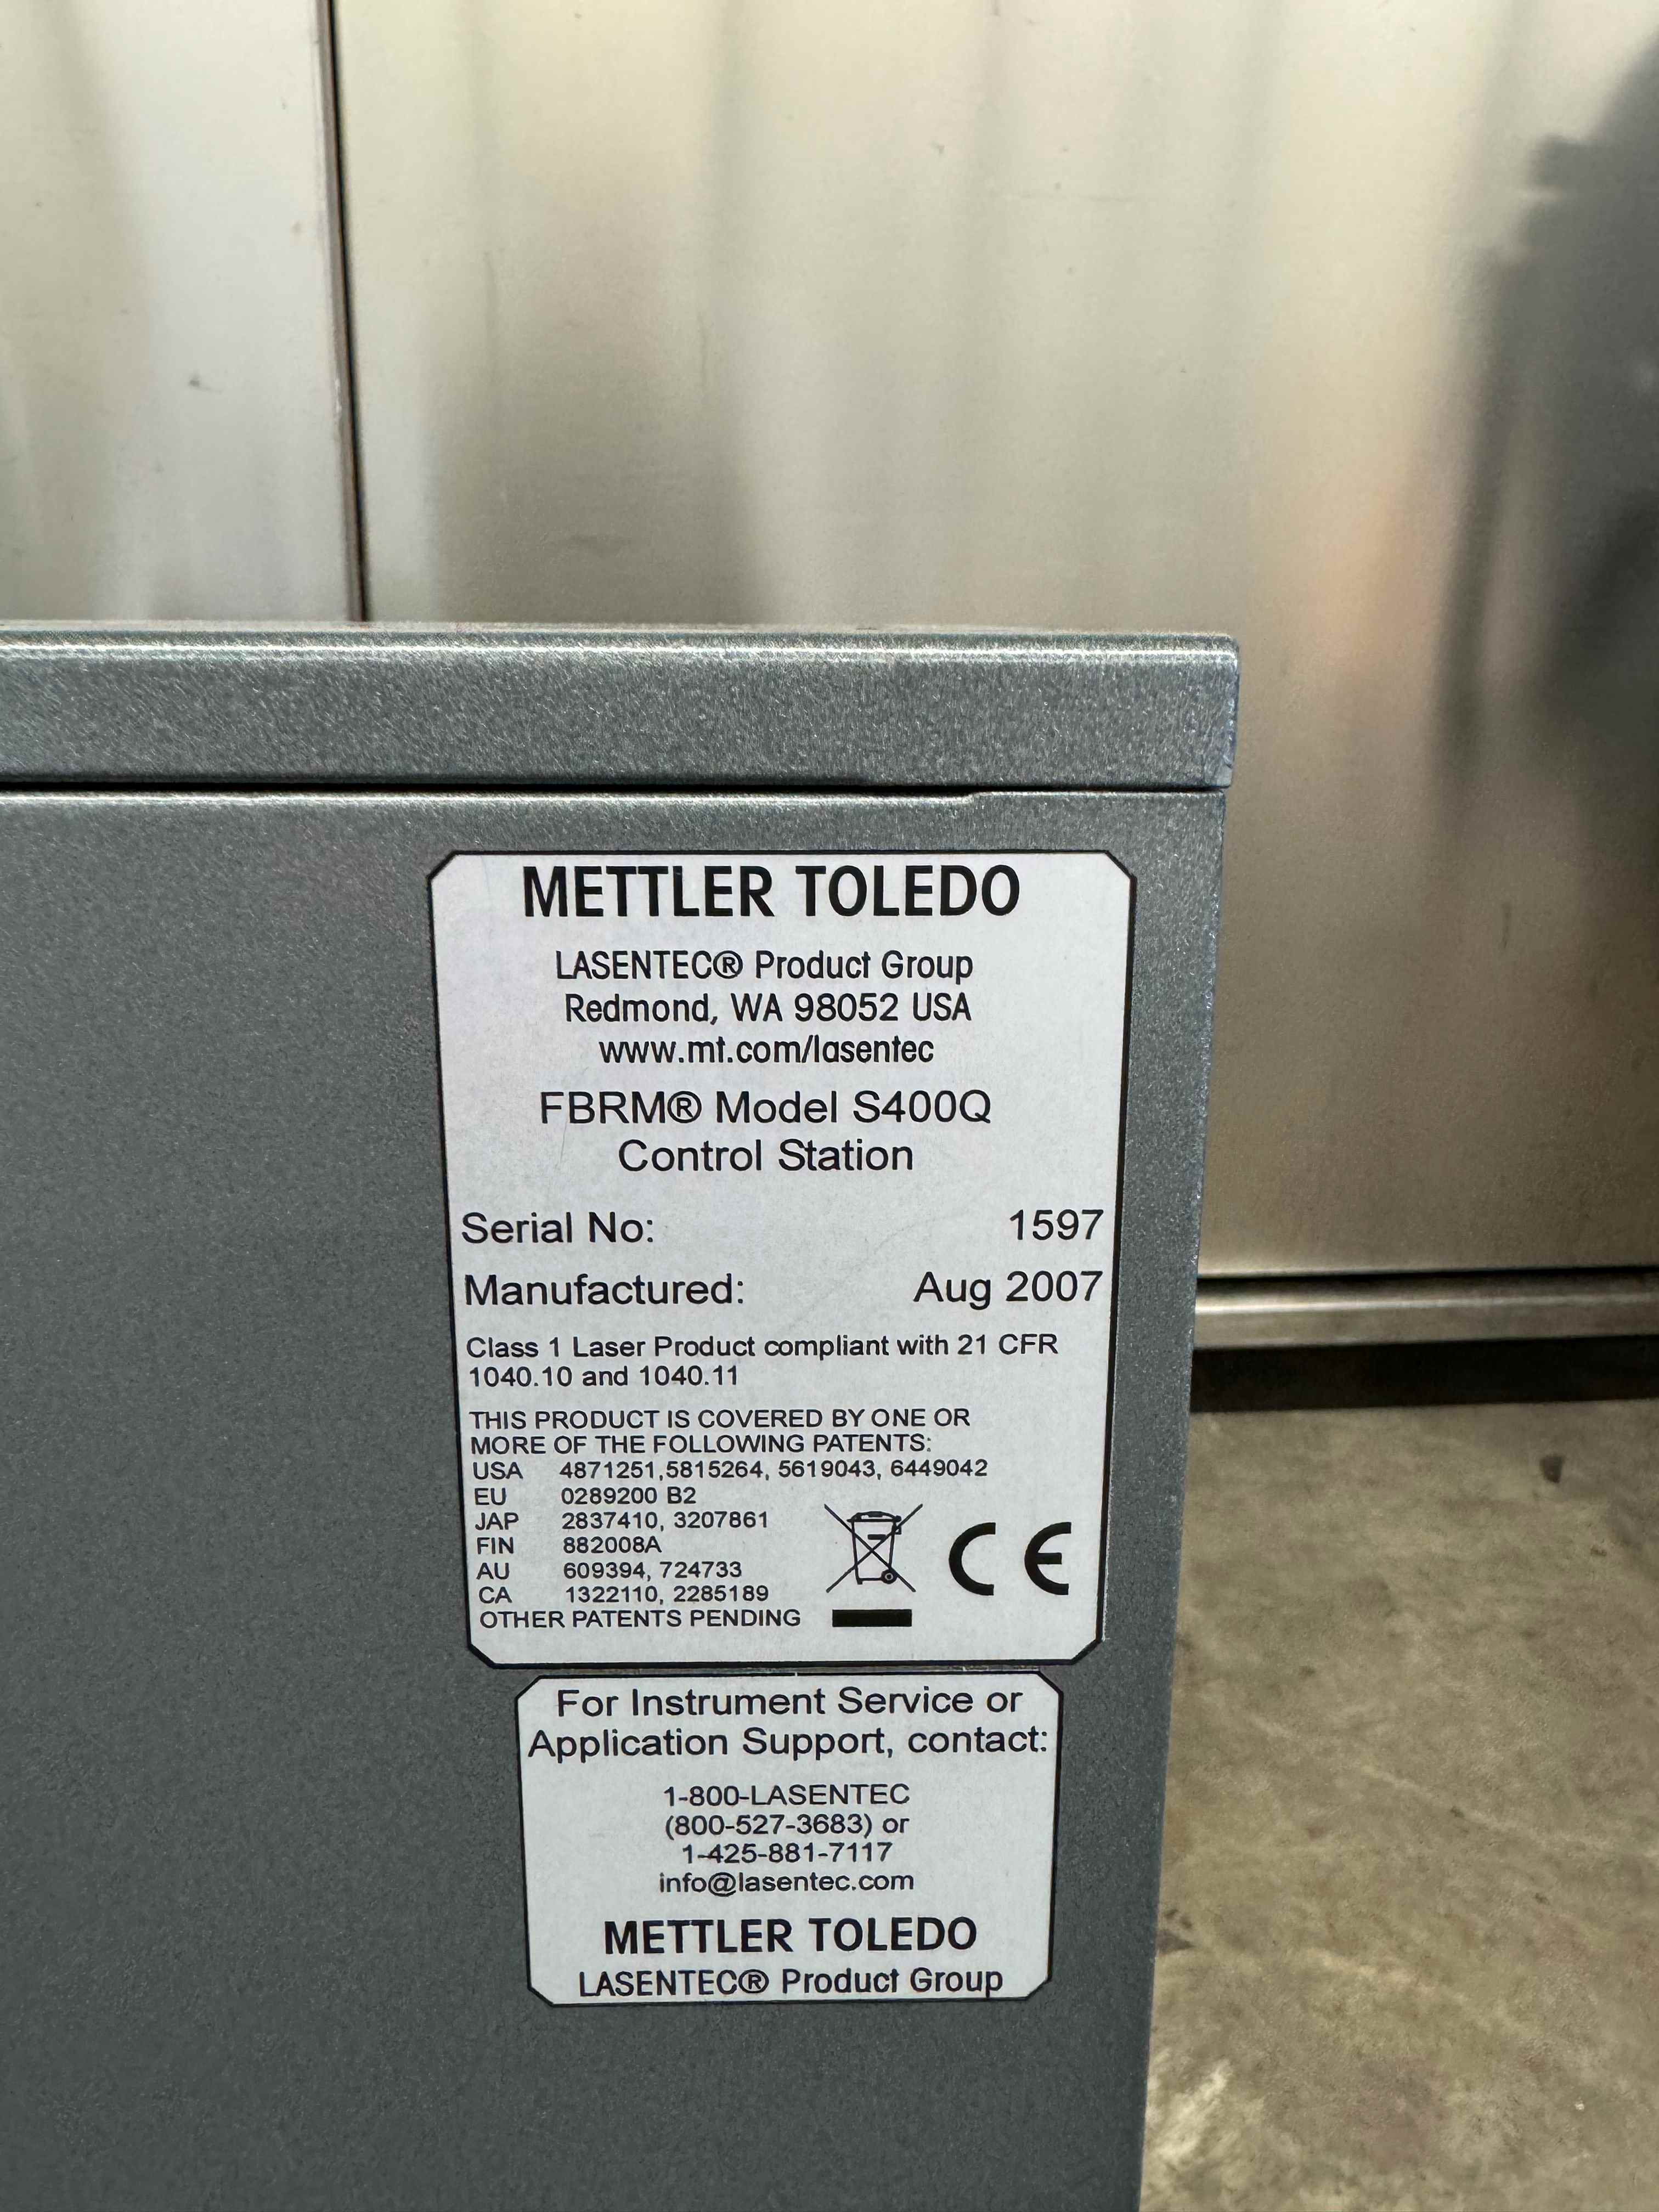 METTLER TOLEDO
LASENTEC® Product Group
Redmond, WA 98052 USA
www.mt.com/lasentec
FBRM® Model S400Q
Control Station
Serial No: 1597
Manufactured: Aug 2007
Class 1 Laser Product compliant with 21 CFR
1040.10 and 1040.11
THIS PRODUCT IS COVERED BY ONE OR
MORE OF THE FOLLOWING PATENTS:
USA 4871251,5815264, 5619043, 6449042
EU 0289200 B2
JAP 2837410, 3207861
FIN 882008A
AU 609394, 724733
CA 1322110, 2285189
OTHER PATENTS PENDING
CE
For Instrument Service or
Application Support, contact:
1-800-LASENTEC
(800-527-3683) or
1-425-881-7117
info@lasentec.com
METTLER TOLEDO
LASENTEC® Product Group